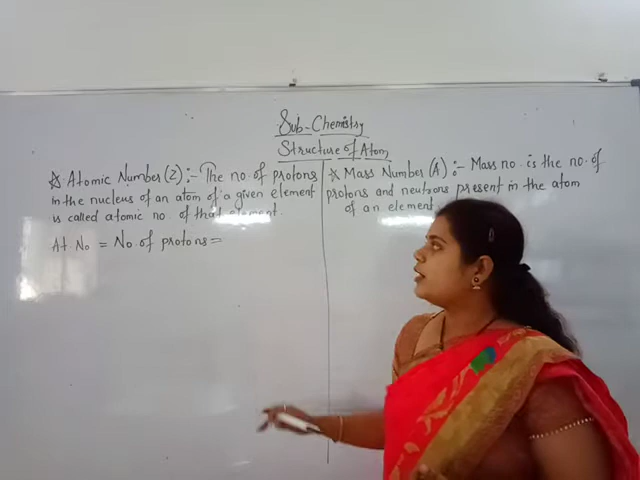 Sub- Chemistry
Structure of Atom
☆ Atomic Number (Z) :- The no. of protons
in the nucleus of an atom of a given element
is called atomic no. of that element.
At. No = No. of protons =
☆ Mass Number (A) :- Mass no. is the no. of
protons and neutrons present in the atom
of an element.